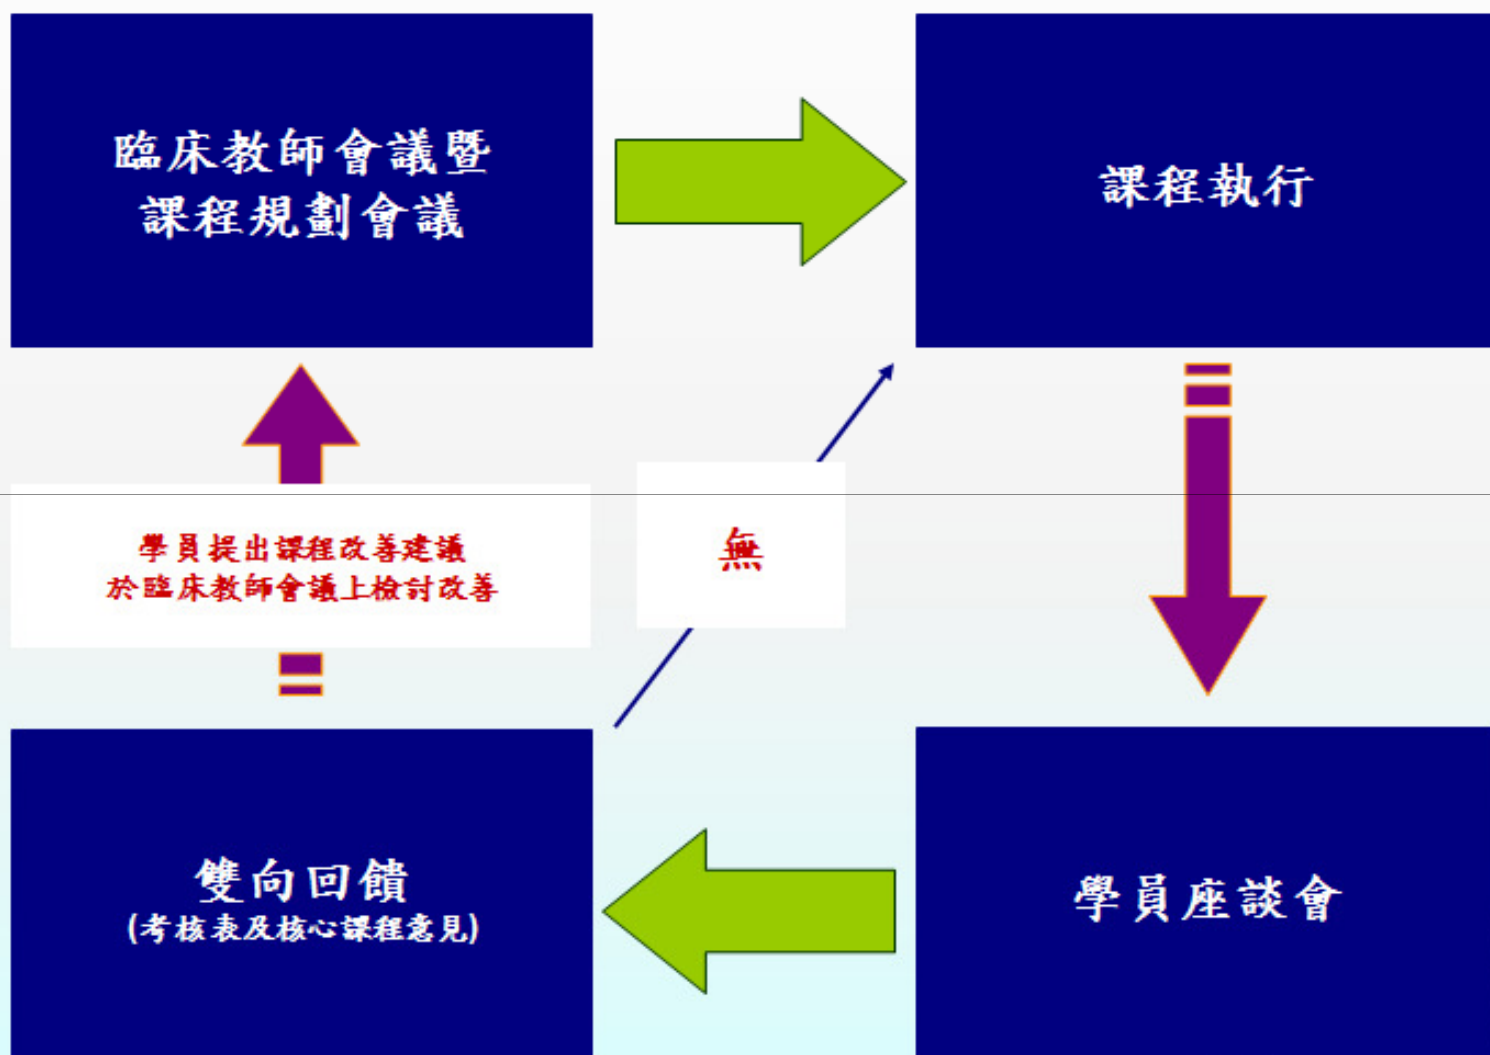 臨床教師會議暨
課程規劃會議
課程執行
學員提出課程改善建議
於臨床教師會議上檢討改善
無
雙向回饋
(考核表及核心課程意見)
學員座談會